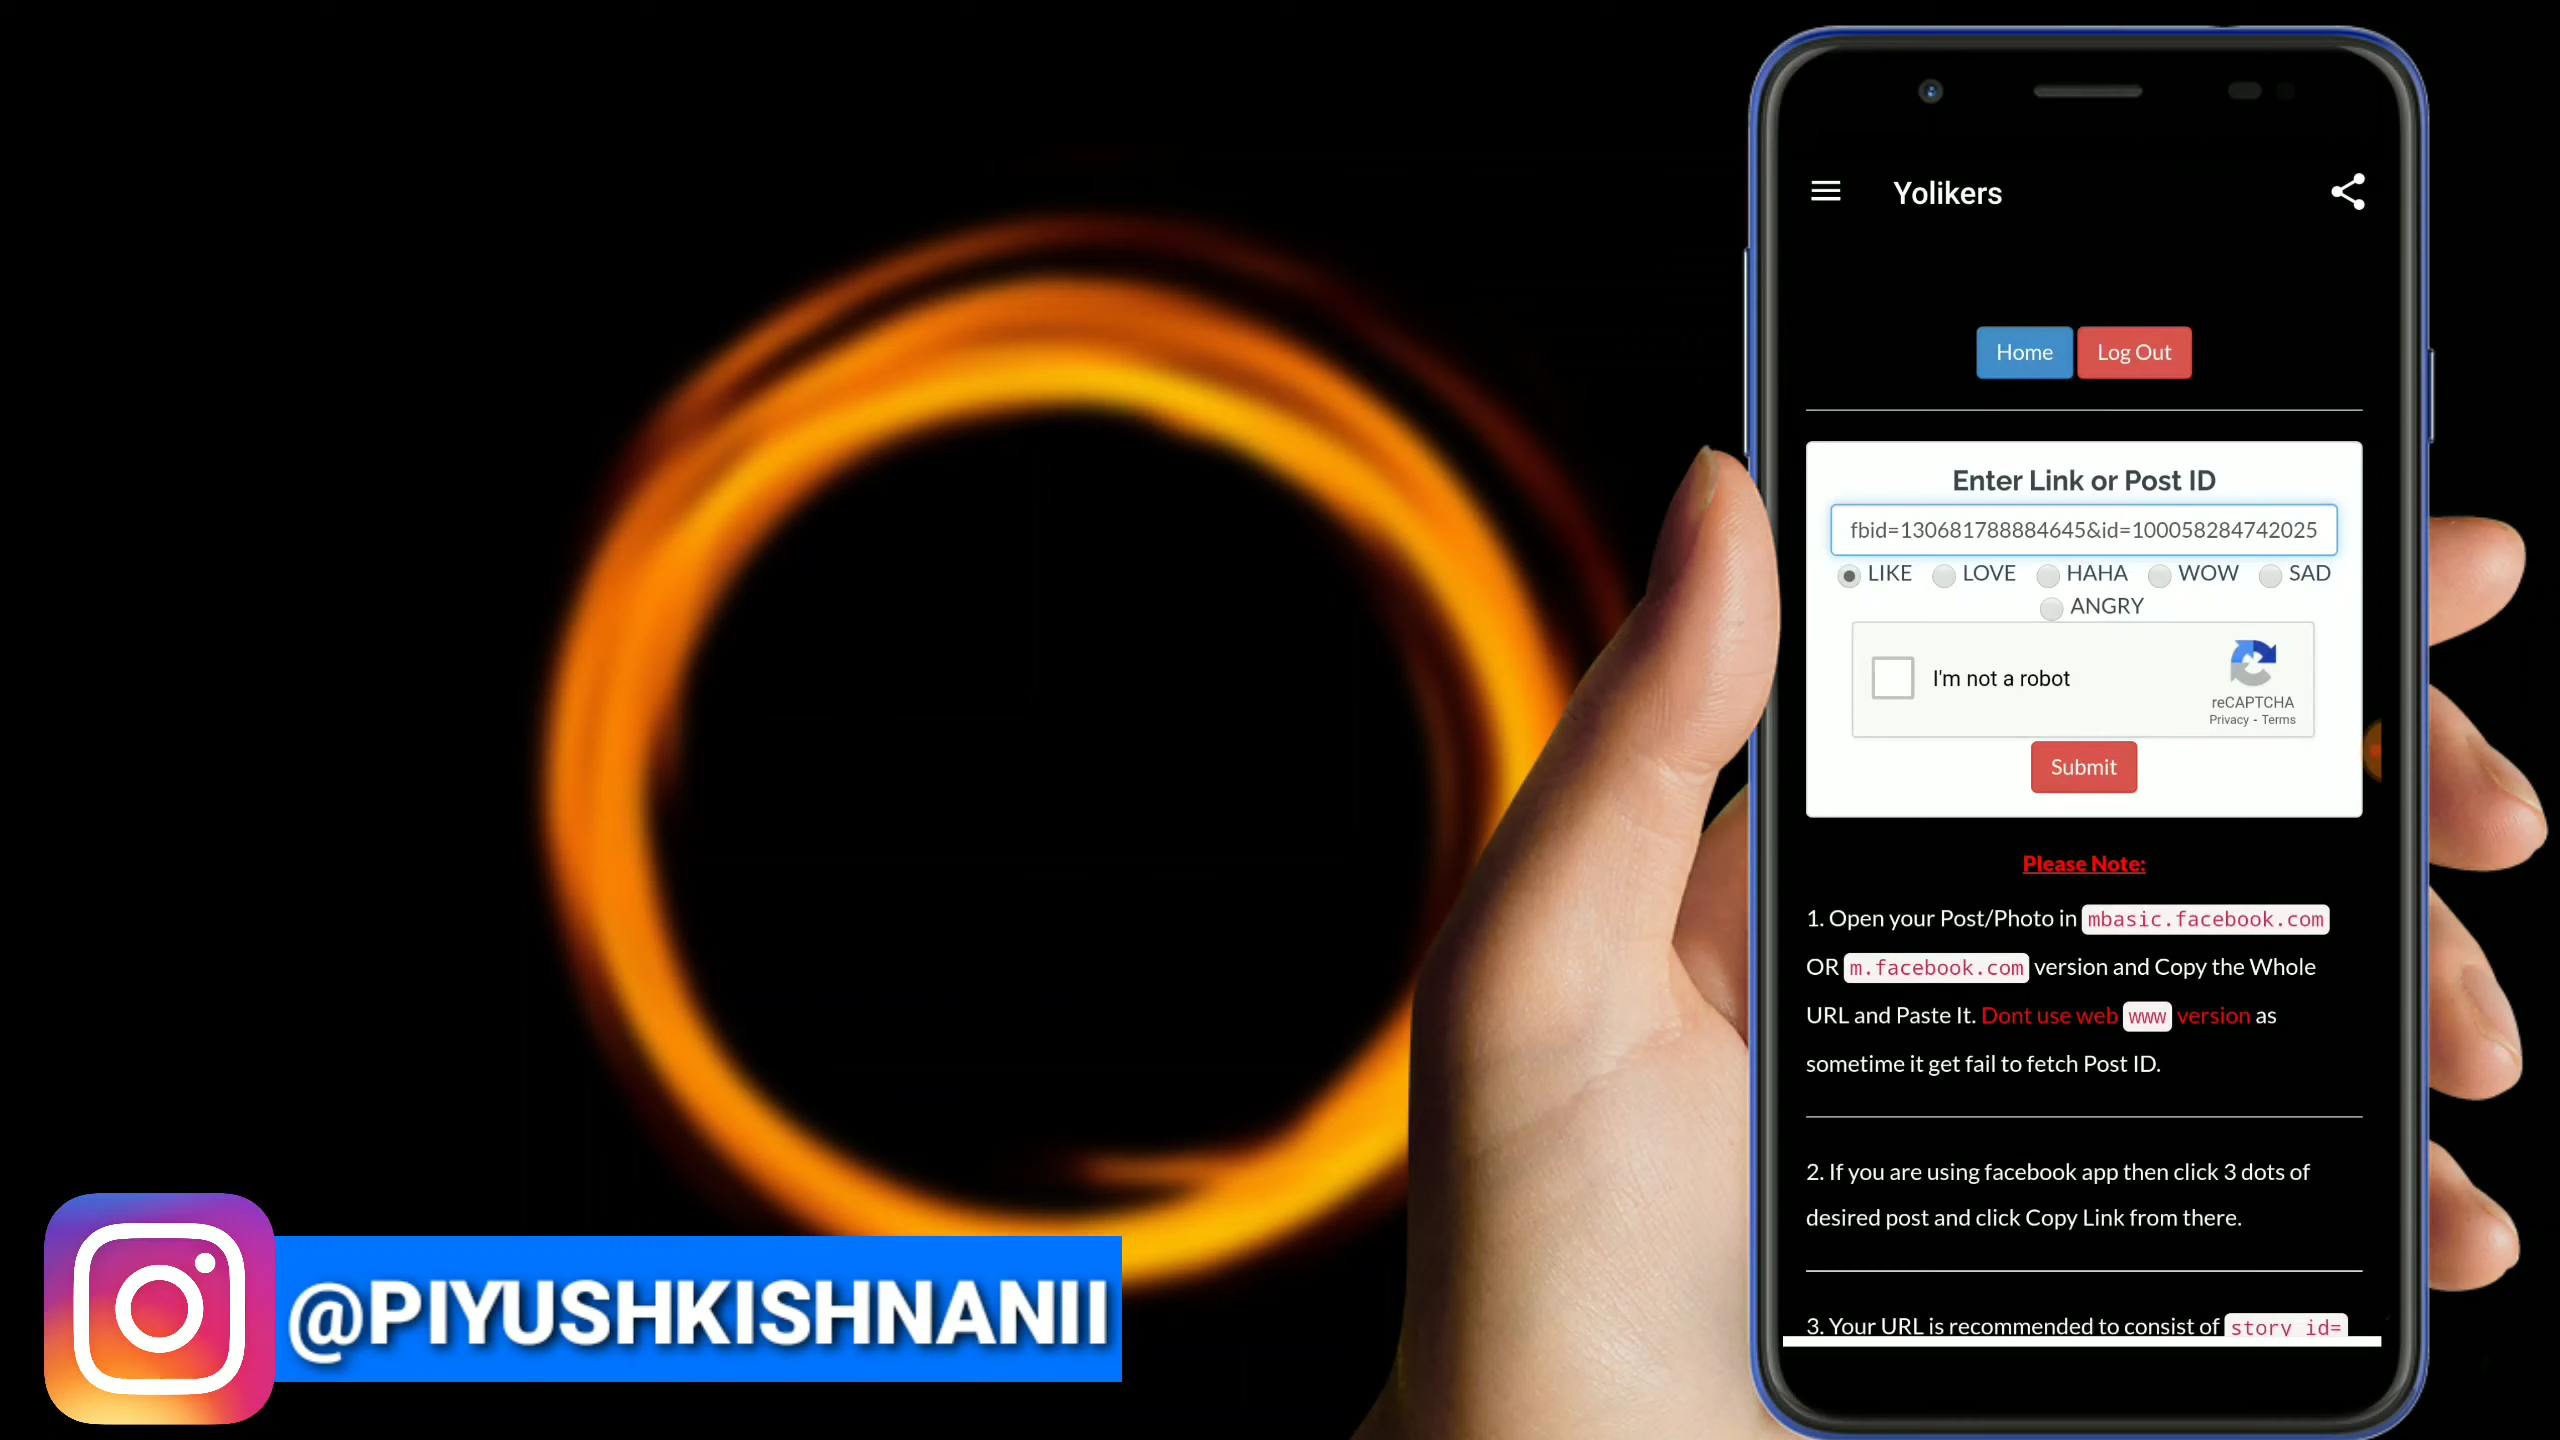 Yolikers
Home
Log Out
Enter Link or Post ID
fbid=130681788884645&id=100058284742025
LIKE LOVE HAHA WOW SAD
ANGRY
I'm not a robot
reCAPTCHA
Privacy - Terms
Submit
Please Note:
1. Open your Post/Photo in mbasic.facebook.com
OR m.facebook.com version and Copy the Whole
URL and Paste It. Dont use web www version as
sometime it get fail to fetch Post ID.
2. If you are using facebook app then click 3 dots of
desired post and click Copy Link from there.
3. Your URL is recommended to consist of story_id=
@PIYUSHKISHNANII